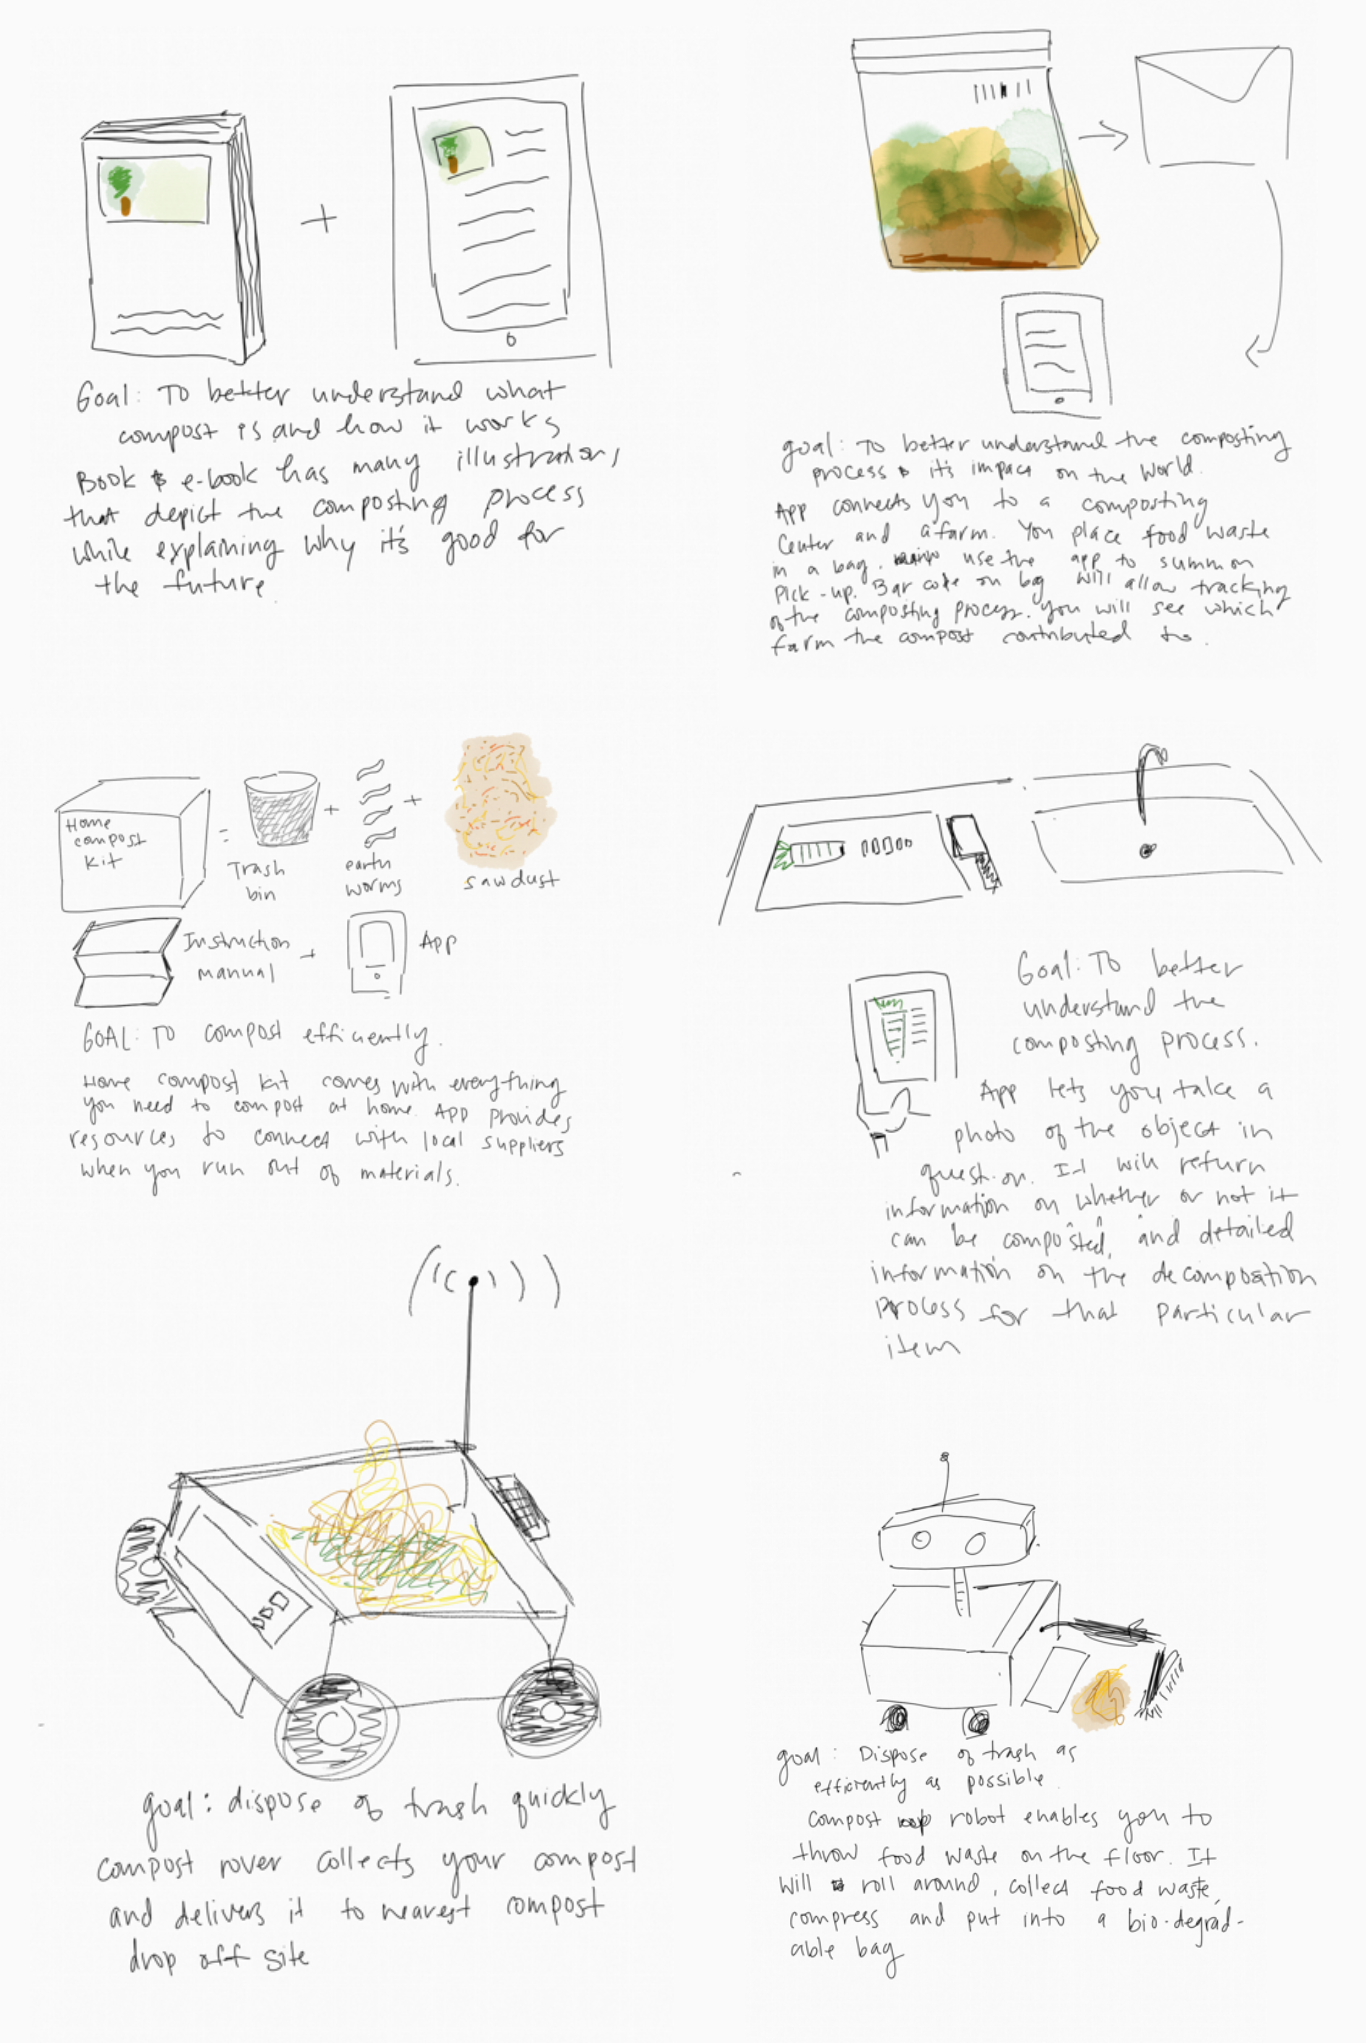 Goal: To better understand what
compost is and how it works
Book & e-book has many illustrations
that depict the composting process
while explaining why it's good for
the future.
goal: To better understand the composting
process & it's impact on the world.
App connects you to a composting
center and a farm. You place food waste
in a bag. use the app to summon
pick-up. Bar code on bag will allow tracking
of the composting process. You will see which
farm the compost contributed to.
Home
compost
kit
=
Trash
bin
+
earth
worms
+
sawdust
Instruction
manual
+
App
GOAL: TO compost efficiently.
Home compost kit comes with everything
you need to compost at home. App provides
resources to connect with local suppliers
when you run out of materials.
Goal: To better
understand the
composting process.
App lets you take a
photo of the object in
question. It will return
information on whether or not it
can be composted, and detailed
information on the decomposition
process for that particular
item
goal: dispose of trash quickly
compost rover collects your compost
and delivers it to nearest compost
drop off site
goal: Dispose of trash as
efficiently as possible.
compost robot enables you to
throw food waste on the floor. It
will roll around, collect food waste,
compress and put into a bio-degrad-
able bag